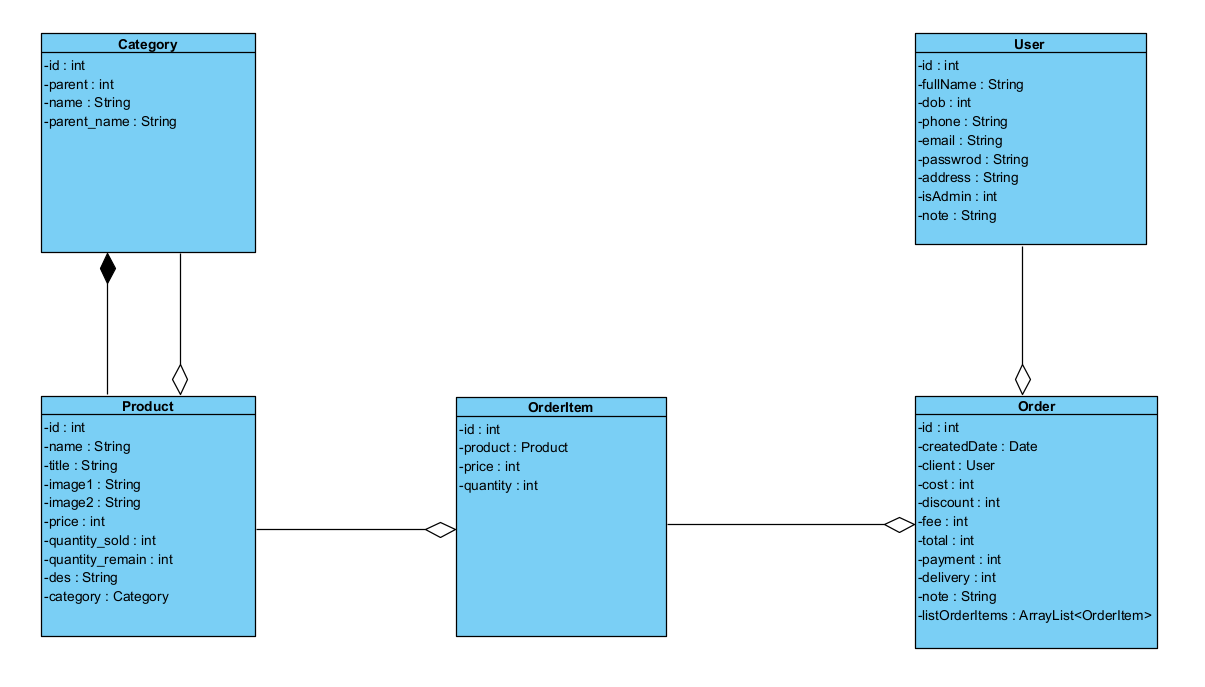 Category
-id : int
-parent : int
-name : String
-parent_name : String
User
-id : int
-fullName : String
-dob : int
-phone : String
-email : String
-passwrod : String
-address : String
-isAdmin : int
-note : String
Product
-id : int
-name : String
-title : String
-image1 : String
-image2 : String
-price : int
-quantity_sold : int
-quantity_remain : int
-des : String
-category : Category
OrderItem
-id : int
-product : Product
-price : int
-quantity : int
Order
-id : int
-createdDate : Date
-client : User
-cost : int
-discount : int
-fee : int
-total : int
-payment : int
-delivery : int
-note : String
-listOrderItems : ArrayList<OrderItem>